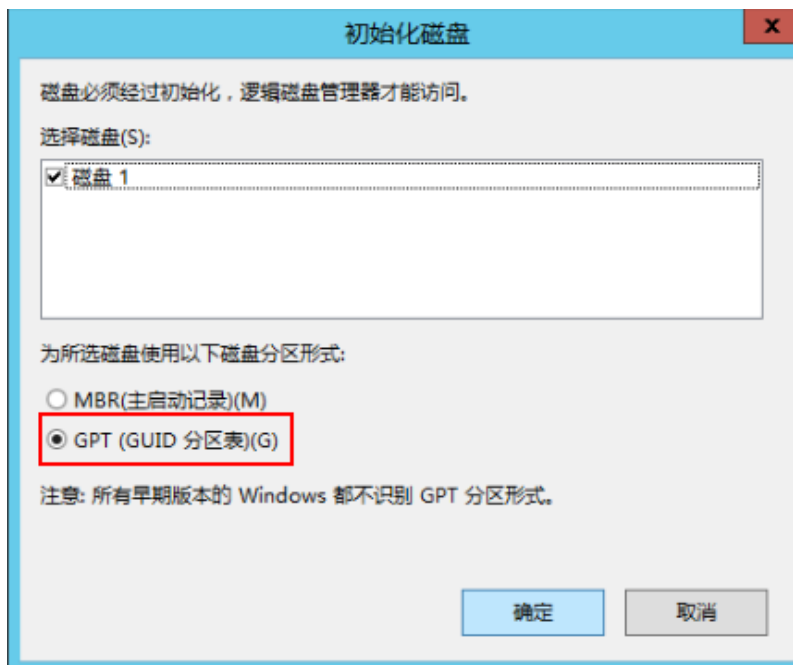 初始化磁盘
x
磁盘必须经过初始化，逻辑磁盘管理器才能访问。
选择磁盘(S):
磁盘 1
为所选磁盘使用以下磁盘分区形式:
MBR(主启动记录)(M)
GPT (GUID 分区表)(G)
注意: 所有早期版本的 Windows 都不识别 GPT 分区形式。
确定 取消